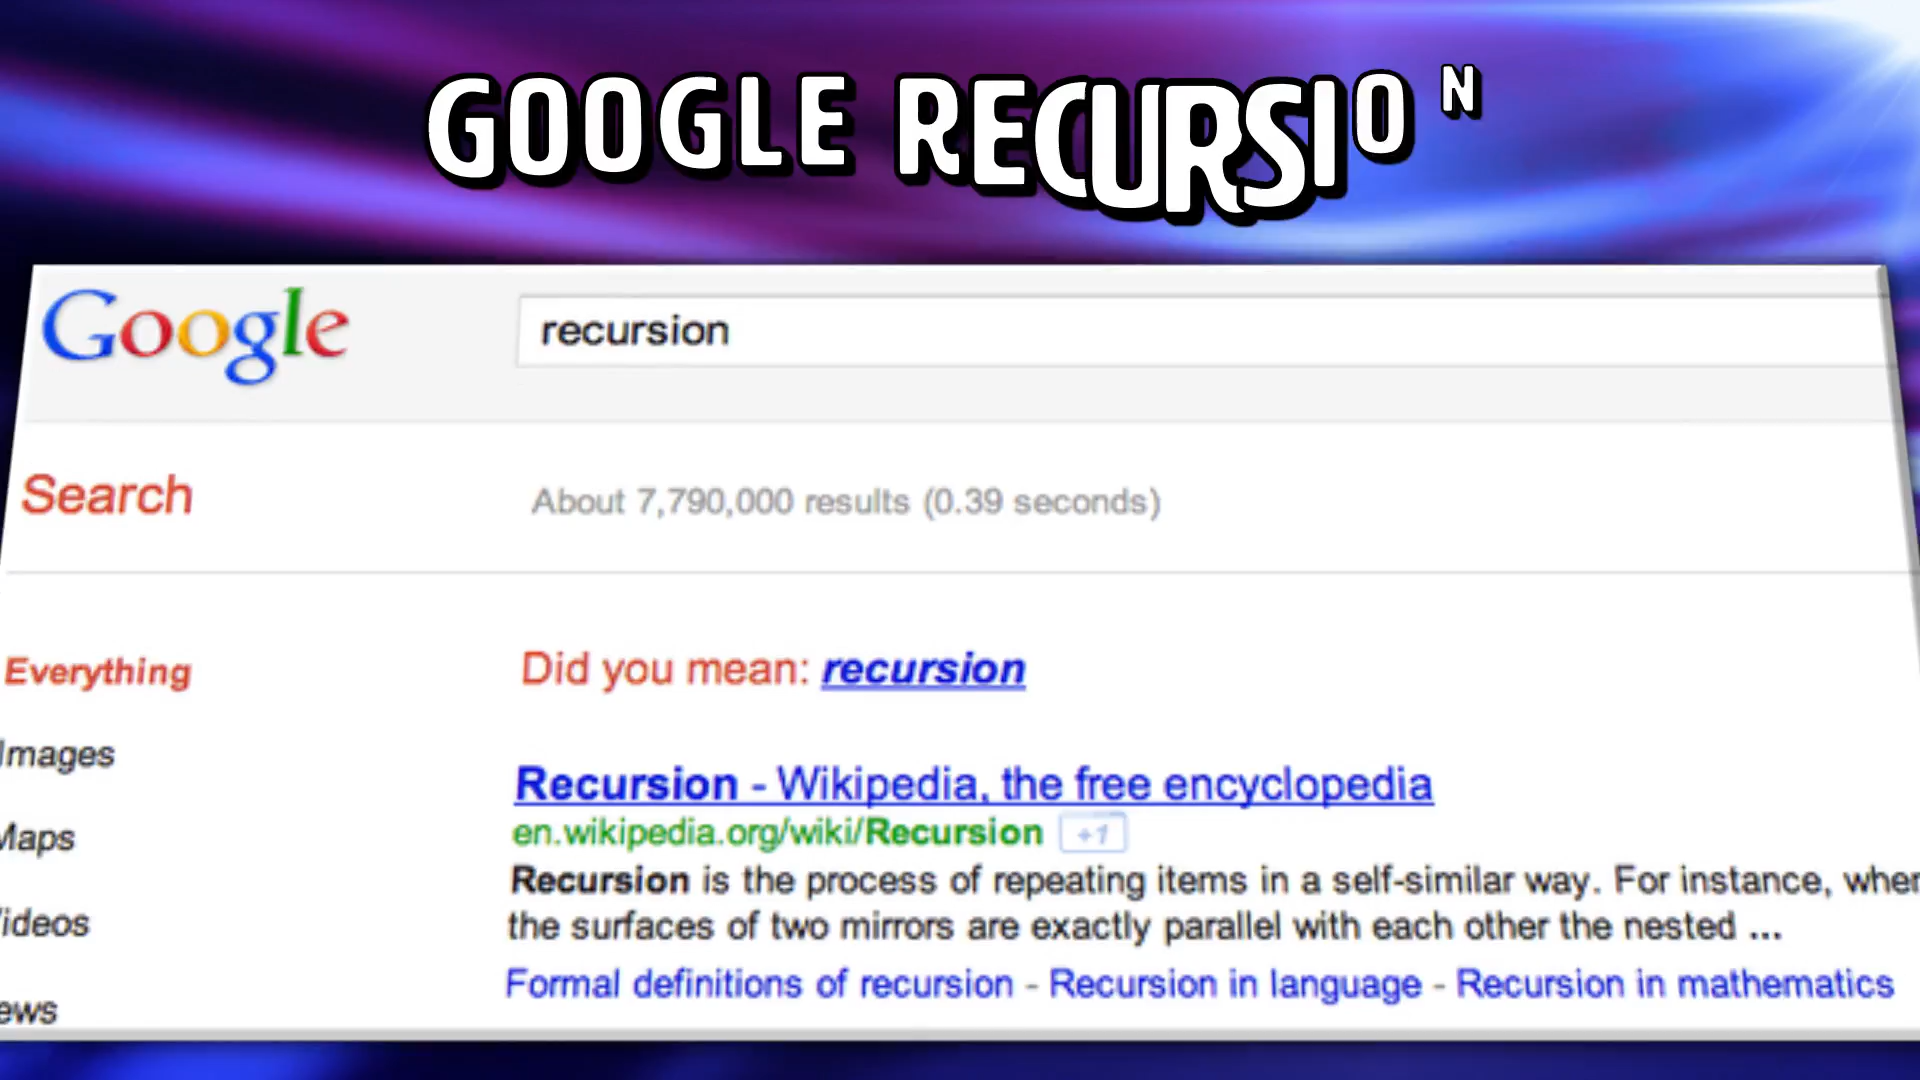 GOOGLE RECURSION
Google
recursion
Search
About 7,790,000 results (0.39 seconds)
Everything
Did you mean: recursion
Images
Recursion - Wikipedia, the free encyclopedia
Maps
en.wikipedia.org/wiki/Recursion +1
Recursion is the process of repeating items in a self-similar way. For instance, when
Videos
the surfaces of two mirrors are exactly parallel with each other the nested ...
Formal definitions of recursion - Recursion in language - Recursion in mathematics
ews